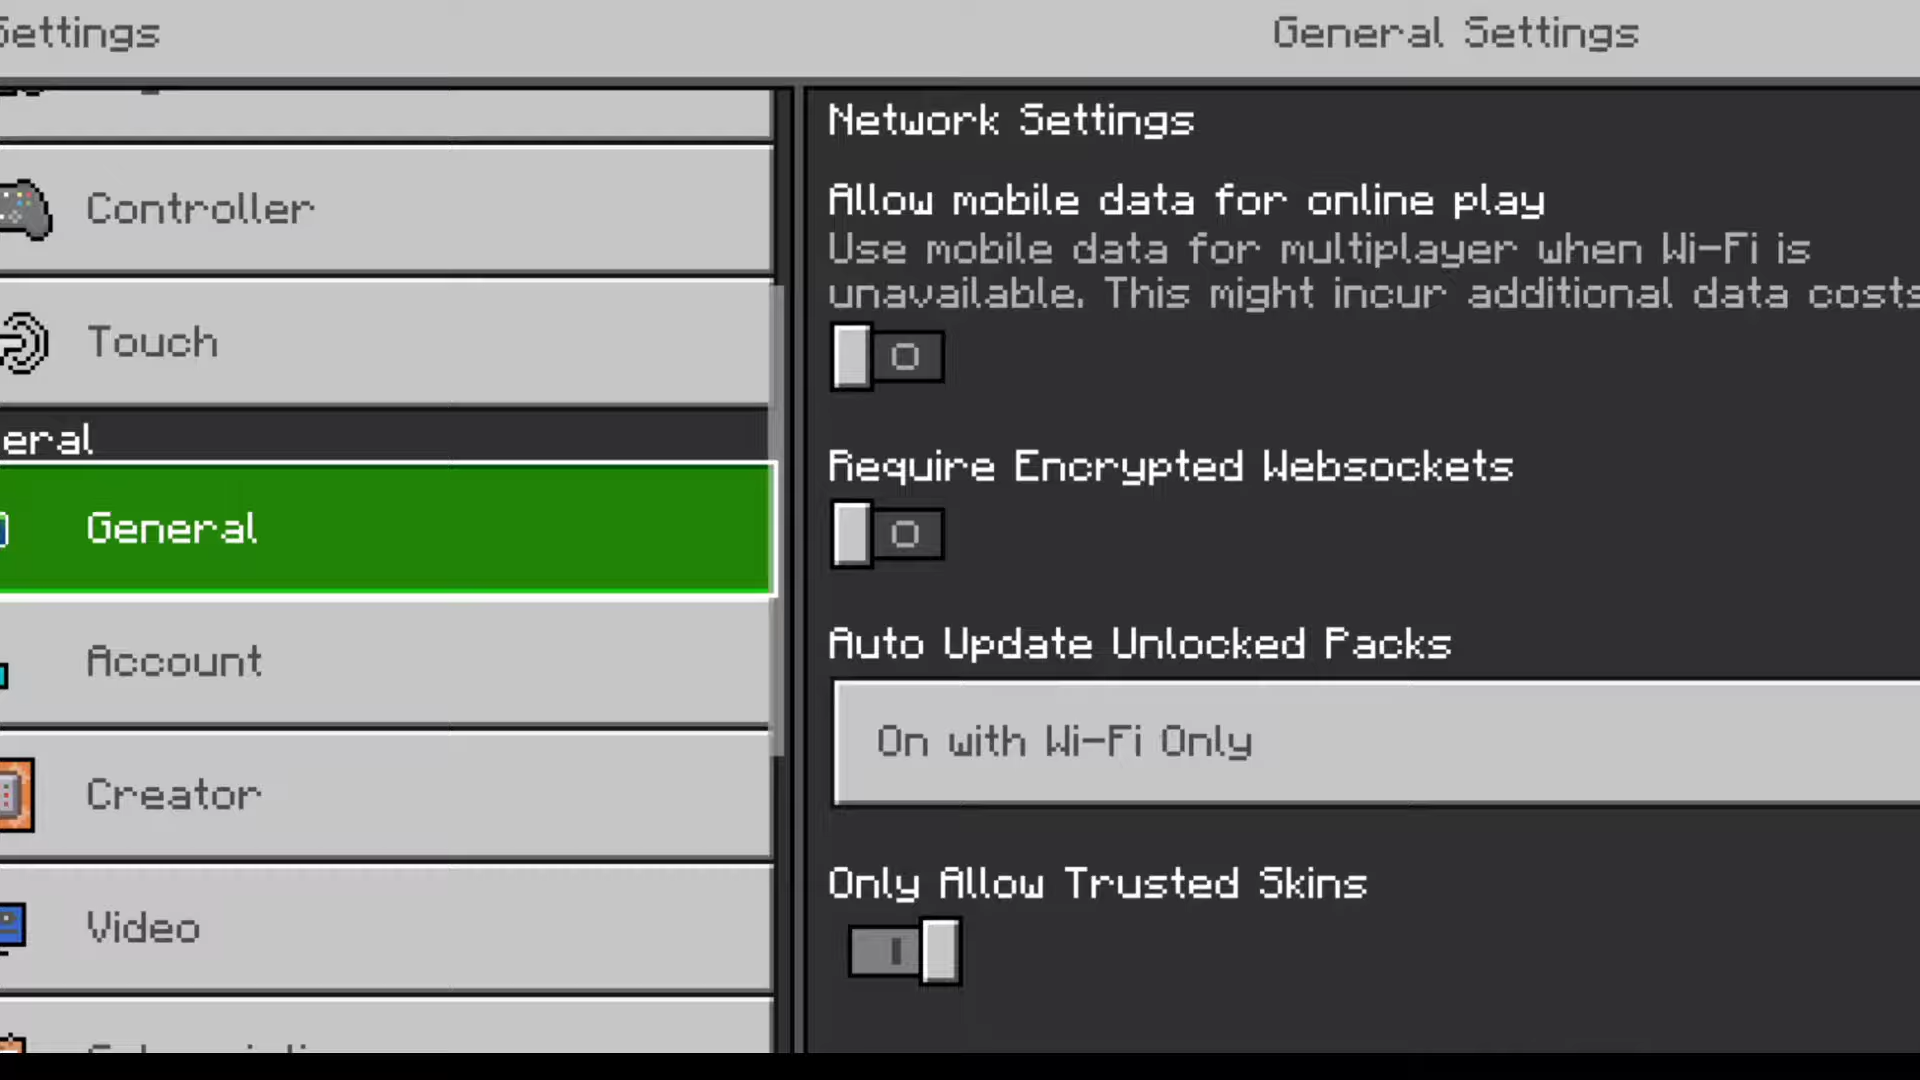 Settings
General Settings
Controller
Touch
eral
General
Account
Creator
Video
Network Settings
Allow mobile data for online play
Use mobile data for multiplayer when Wi-Fi is
unavailable. This might incur additional data costs
Require Encrypted Websockets
Auto Update Unlocked Packs
On with Wi-Fi Only
Only Allow Trusted Skins